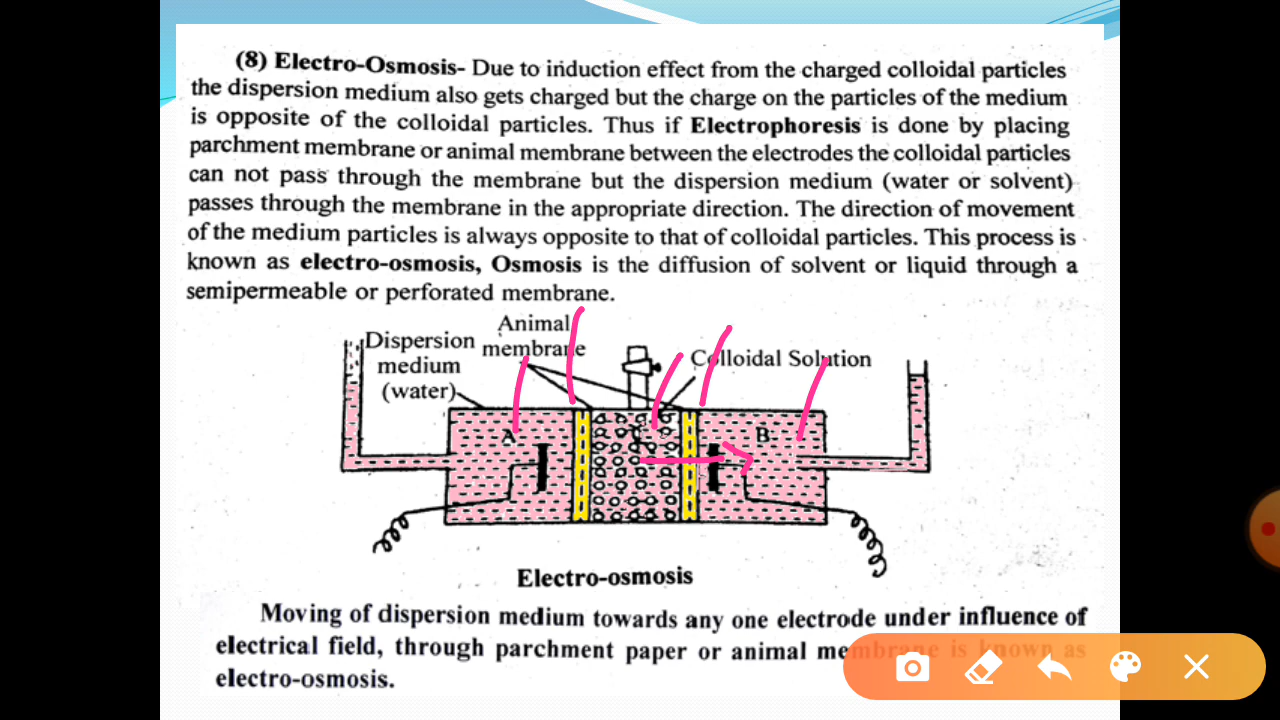 (8) Electro-Osmosis- Due to induction effect from the charged colloidal particles
the dispersion medium also gets charged but the charge on the particles of the medium
is opposite of the colloidal particles. Thus if Electrophoresis is done by placing
parchment membrane or animal membrane between the electrodes the colloidal particles
can not pass through the membrane but the dispersion medium (water or solvent)
passes through the membrane in the appropriate direction. The direction of movement
of the medium particles is always opposite to that of colloidal particles. This process is
known as electro-osmosis, Osmosis is the diffusion of solvent or liquid through a
semipermeable or perforated membrane.
Animal
membrane
Dispersion
medium
(water)
Colloidal Solution
A
C
B
Electro-osmosis
Moving of dispersion medium towards any one electrode under influence of
electrical field, through parchment paper or animal membrane is known as
electro-osmosis.